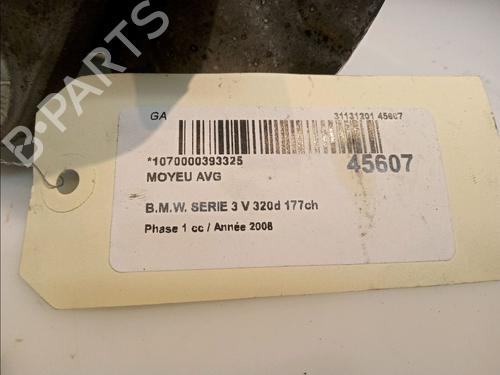 B-PARTS
GA 31131201 45607
*1070000393325 45607
MOYEU AVG
B.M.W. SERIE 3 V 320d 177ch
Phase 1 cc / Année 2008